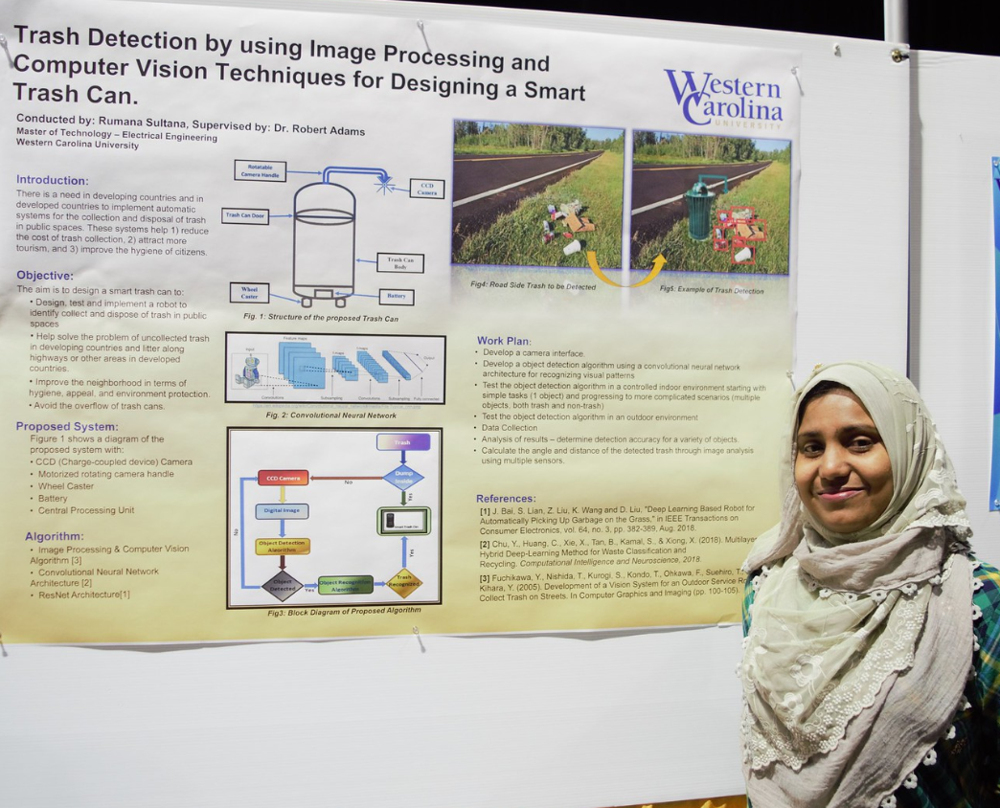 Trash Detection by using Image Processing and
Computer Vision Techniques for Designing a Smart
Trash Can.
Western
Carolina
UNIVERSITY
Conducted by: Rumana Sultana, Supervised by: Dr. Robert Adams
Master of Technology – Electrical Engineering
Western Carolina University
Introduction:
There is a need in developing countries and in
developed countries to implement automatic
systems for the collection and disposal of trash
in public spaces. These systems help 1) reduce
the cost of trash collection, 2) attract more
tourism, and 3) improve the hygiene of citizens.
Objective:
The aim is to design a smart trash can to:
• Design, test and implement a robot to
identify collect and dispose of trash in public
spaces
• Help solve the problem of uncollected trash
in developing countries and litter along
highways or other areas in developed
countries.
• Improve the neighborhood in terms of
hygiene, appeal, and environment protection.
• Avoid the overflow of trash cans.
Proposed System:
Figure 1 shows a diagram of the
proposed system with:
• CCD (Charge-coupled device) Camera
• Motorized rotating camera handle
• Wheel Caster
• Battery
• Central Processing Unit
Algorithm:
• Image Processing & Computer Vision
Algorithm [3]
• Convolutional Neural Network
Architecture [2]
• ResNet Architecture[1]
Rotatable
Camera Handle
CCD
Camera
Trash Can Door
Trash Can
Body
Wheel
Caster
Battery
Fig. 1: Structure of the proposed Trash Can
Input
Feature maps
Output
Convolutions
Subsampling
Convolutions
Subsampling
Fully connected
Fig. 2: Convolutional Neural Network
Trash
Dump
Inside
No
Yes
CCD Camera
Digital Image
Object Detection
Algorithm
Object
Detected
No
Yes
Object Recognition
Algorithm
Trash
Recognized
Yes
Smart Trash Can
Fig3: Block Diagram of Proposed Algorithm
Fig4: Road Side Trash to be Detected
Fig5. Example of Trash Detection
Work Plan:
• Develop a camera interface.
• Develop a object detection algorithm using a convolutional neural network
architecture for recognizing visual patterns
• Test the object detection algorithm in a controlled indoor environment starting with
simple tasks (1 object) and progressing to more complicated scenarios (multiple
objects, both trash and non-trash)
• Test the object detection algorithm in an outdoor environment
• Data Collection
• Analysis of results – determine detection accuracy for a variety of objects.
• Calculate the angle and distance of the detected trash through image analysis
using multiple sensors.
References:
[1] J. Bai, S. Lian, Z. Liu, K. Wang and D. Liu, "Deep Learning Based Robot for
Automatically Picking Up Garbage on the Grass," in IEEE Transactions on
Consumer Electronics, vol. 64, no. 3, pp. 382-389, Aug. 2018.
[2] Chu, Y., Huang, C., Xie, X., Tan, B., Kamal, S., & Xiong, X. (2018). Multilayer
Hybrid Deep-Learning Method for Waste Classification and
Recycling. Computational Intelligence and Neuroscience, 2018.
[3] Fuchikawa, Y., Nishida, T., Kurogi, S., Kondo, T., Ohkawa, F., Suehiro, T.,
Kihara, Y. (2005). Development of a Vision System for an Outdoor Service
Collect Trash on Streets. In Computer Graphics and Imaging (pp. 100-105).